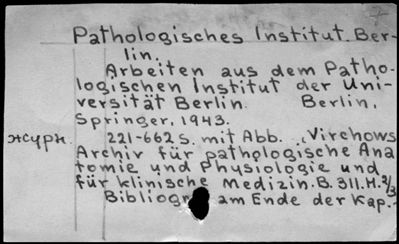 Pathologisches Institut Ber-
lin.
Arbeiten aus dem Patho-
logischen Institut der Uni-
versität Berlin. Berlin,
Springer, 1943.
журн. 221-662 s. mit Abb. „Virchows
Archiv für pathologische Ana
tomie und Physiologie und
für klinische Medizin. B. 311. H. 2/3
Bibliogr am Ende der Kap.-